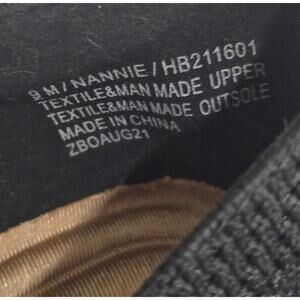 9 M / NANNIE / HB211601
TEXTILE&MAN MADE UPPER
TEXTILE&MAN MADE OUTSOLE
MADE IN CHINA
ZBOAUG21